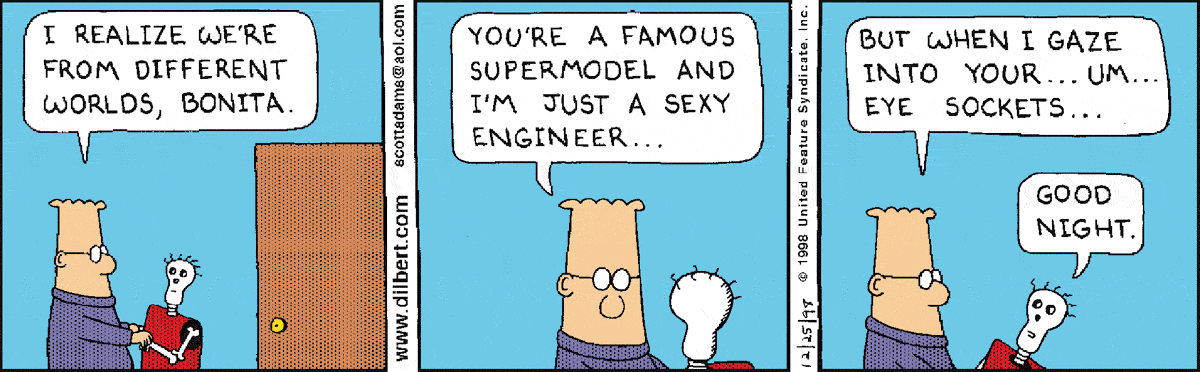 I REALIZE WE'RE
FROM DIFFERENT
WORLDS, BONITA.
www.dilbert.com scottadams@aol.com
YOU'RE A FAMOUS
SUPERMODEL AND
I'M JUST A SEXY
ENGINEER...
12/25/98 © 1998 United Feature Syndicate, Inc.
BUT WHEN I GAZE
INTO YOUR... UM...
EYE SOCKETS...
GOOD
NIGHT.